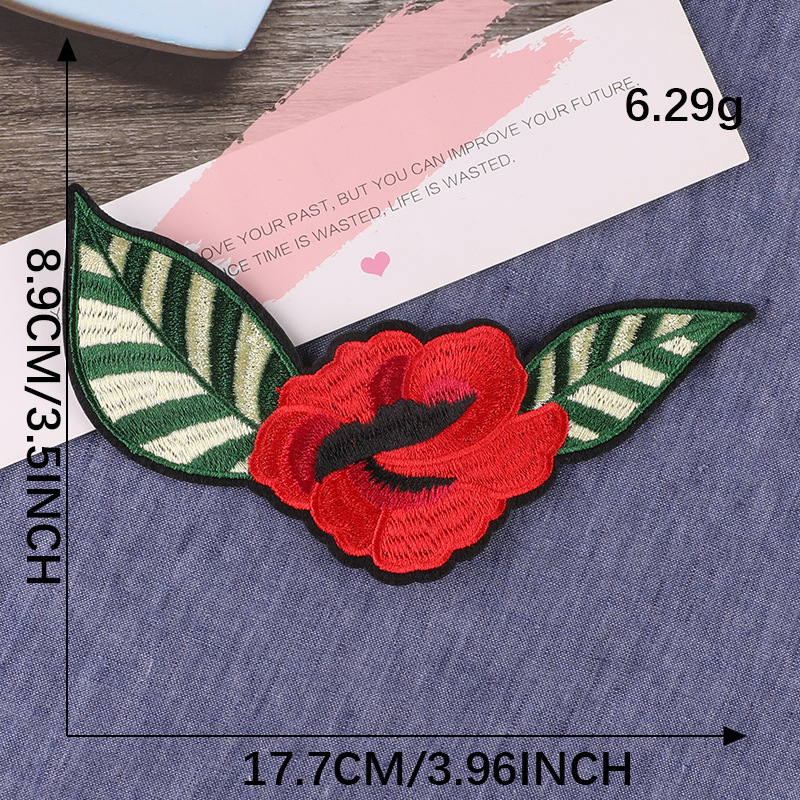 6.29g
OVE YOUR PAST, BUT YOU CAN IMPROVE YOUR FUTURE.
CE TIME IS WASTED, LIFE IS WASTED.
8.9CM/3.5INCH
17.7CM/3.96INCH